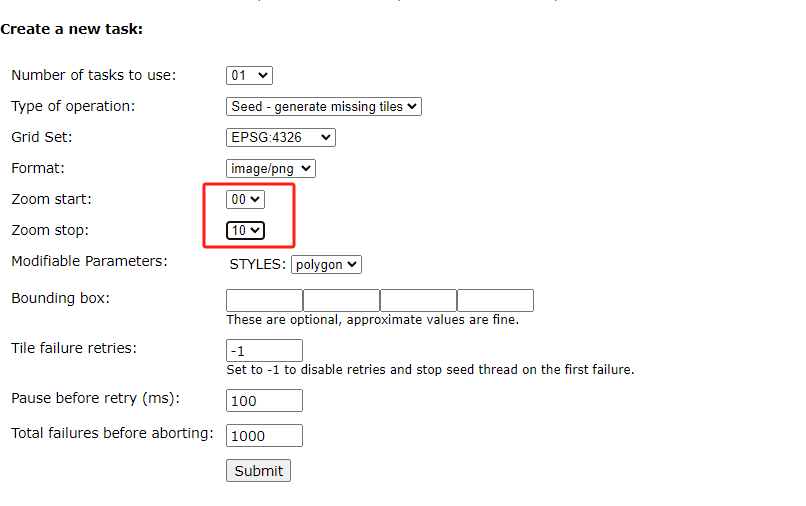 Create a new task:
Number of tasks to use: 01
Type of operation: Seed - generate missing tiles
Grid Set: EPSG:4326
Format: image/png
Zoom start: 00
Zoom stop: 10
Modifiable Parameters: STYLES: polygon
Bounding box:
These are optional, approximate values are fine.
Tile failure retries: -1
Set to -1 to disable retries and stop seed thread on the first failure.
Pause before retry (ms): 100
Total failures before aborting: 1000
Submit